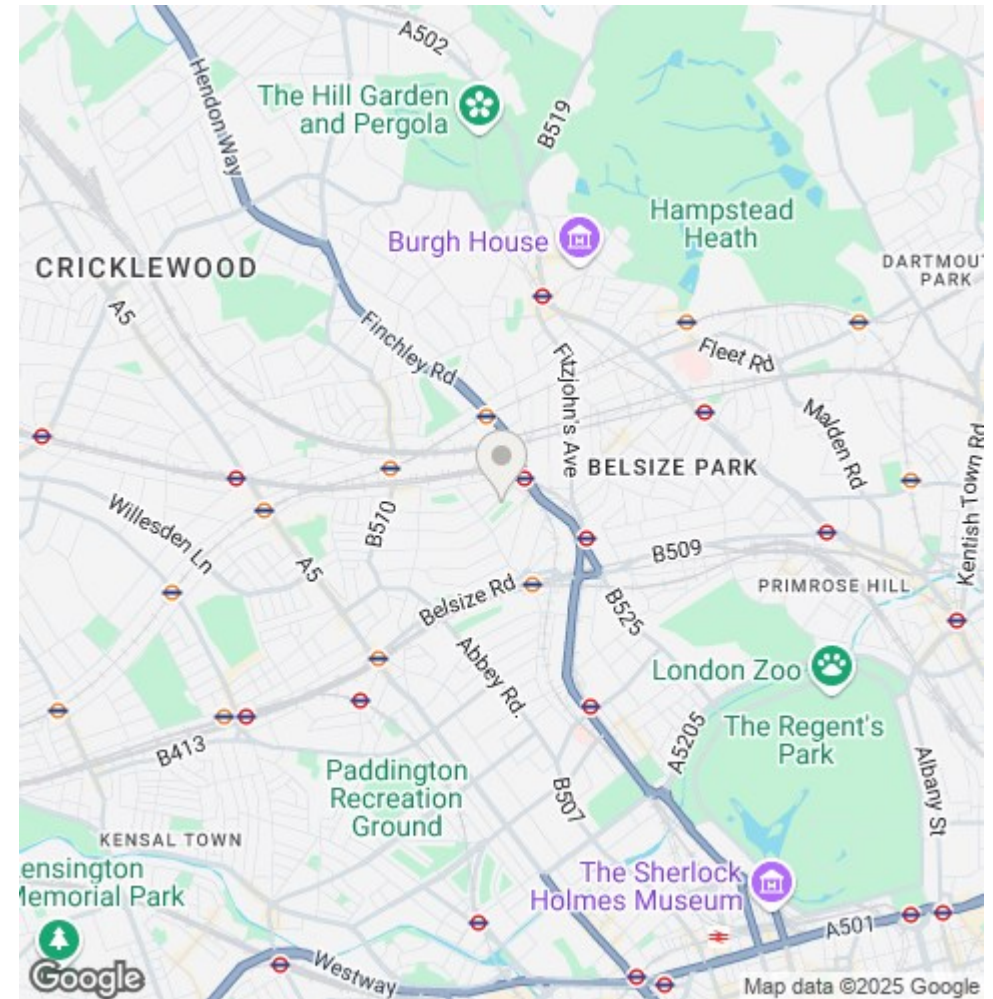 A502
Hendon Way
The Hill Garden
and Pergola
B519
Hampstead
Heath
Burgh House
CRICKLEWOOD
DARTMOU
PARK
A5
Finchley Rd
Fitzjohn's Ave
Fleet Rd
Malden Rd
Kentish Town Rd
BELSIZE PARK
Willesden Ln
B510
A5
B509
PRIMROSE HILL
Belsize Rd
B525
Abbey Rd.
London Zoo
The Regent's
Park
A5205
B413
Albany St
Paddington
Recreation
Ground
B507
KENSAL TOWN
ensington
Memorial Park
The Sherlock
Holmes Museum
A501
Westway
Google
Map data ©2025 Google